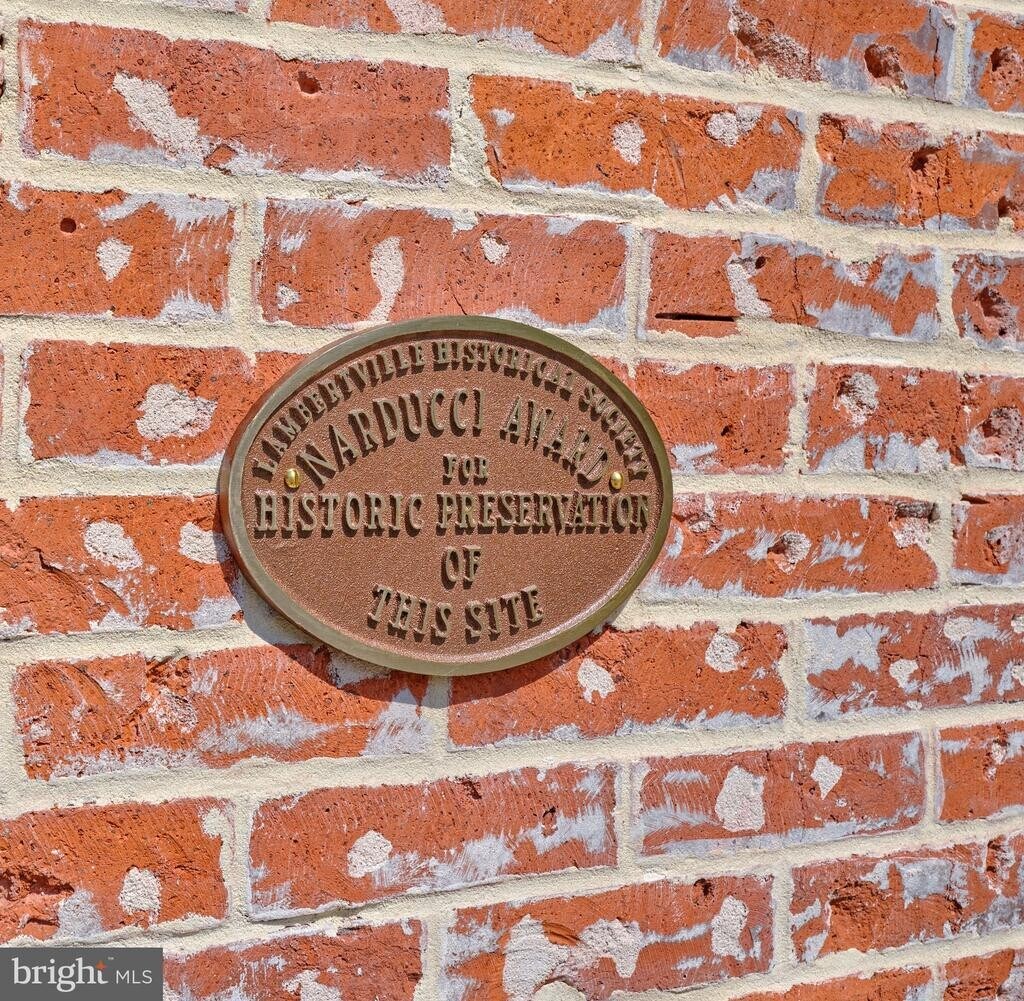 LAMBERTVILLE HISTORICAL SOCIETY
NARDUCCI AWARD
FOR
HISTORIC PRESERVATION
OF
THIS SITE
bright MLS